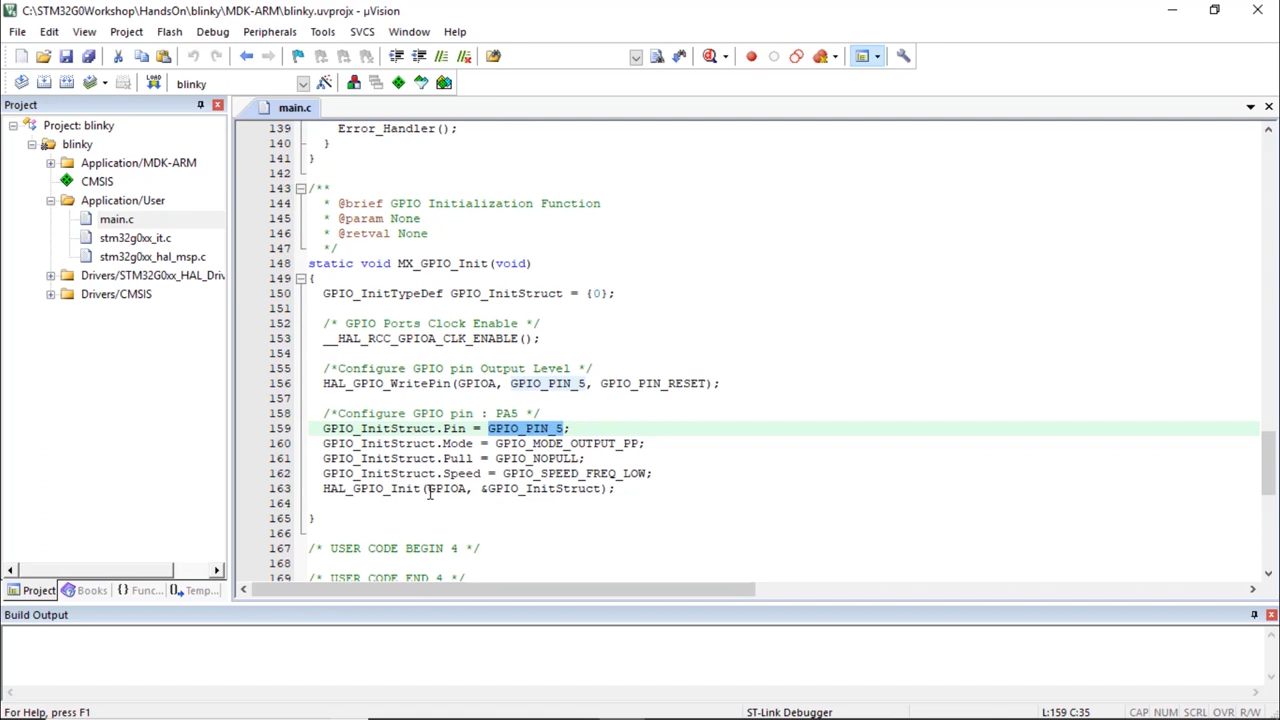 C:\STM32G0Workshop\HandsOn\blinky\MDK-ARM\blinky.uvprojx - µVision
File Edit View Project Flash Debug Peripherals Tools SVCS Window Help
LOAD blinky
Project
main.c
Project: blinky
blinky
Application/MDK-ARM
CMSIS
Application/User
main.c
stm32g0xx_it.c
stm32g0xx_hal_msp.c
Drivers/STM32G0xx_HAL_Driv
Drivers/CMSIS
139 Error_Handler();
140 }
141 }
142
143 /**
144 * @brief GPIO Initialization Function
145 * @param None
146 * @retval None
147 */
148 static void MX_GPIO_Init(void)
149 {
150 GPIO_InitTypeDef GPIO_InitStruct = {0};
151
152 /* GPIO Ports Clock Enable */
153 __HAL_RCC_GPIOA_CLK_ENABLE();
154
155 /*Configure GPIO pin Output Level */
156 HAL_GPIO_WritePin(GPIOA, GPIO_PIN_5, GPIO_PIN_RESET);
157
158 /*Configure GPIO pin : PA5 */
159 GPIO_InitStruct.Pin = GPIO_PIN_5;
160 GPIO_InitStruct.Mode = GPIO_MODE_OUTPUT_PP;
161 GPIO_InitStruct.Pull = GPIO_NOPULL;
162 GPIO_InitStruct.Speed = GPIO_SPEED_FREQ_LOW;
163 HAL_GPIO_Init(GPIOA, &GPIO_InitStruct);
164
165 }
166
167 /* USER CODE BEGIN 4 */
168
169 /* USER CODE END 4 */
Project Books {} Func... Temp...
Build Output
For Help, press F1 ST-Link Debugger L:159 C:35 CAP NUM SCRL OVR R/W